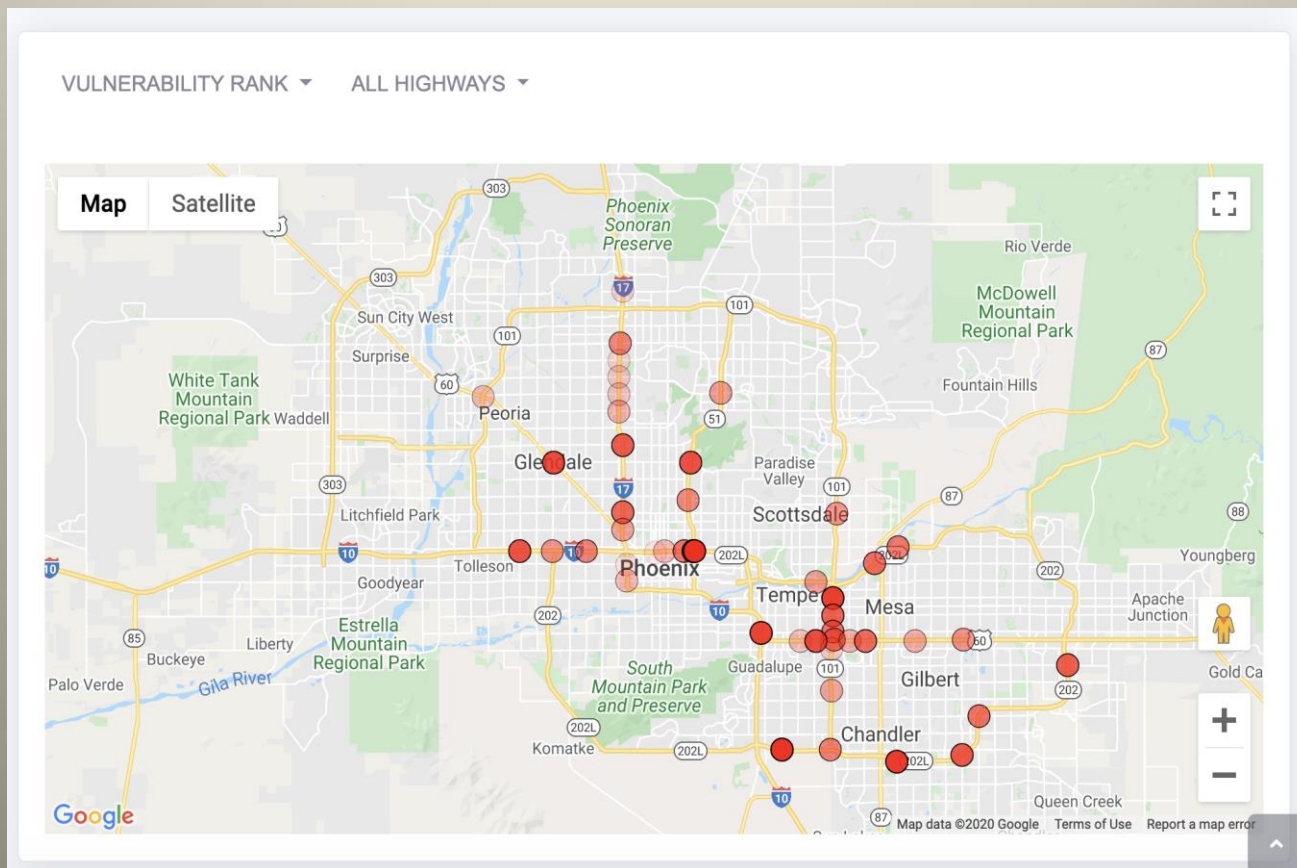 VULNERABILITY RANK
ALL HIGHWAYS
Map
Satellite
303
Phoenix
Sonoran
Preserve
Rio Verde
303
17
101
McDowell
Mountain
Regional Park
Sun City West
101
Surprise
87
White Tank
Mountain
Regional Park
Waddell
60
Peoria
51
Fountain Hills
Glendale
Paradise
Valley
303
17
101
87
88
Litchfield Park
Scottsdale
10
10
10
Tolleson
Phoenix
202L
202L
Youngberg
202
Goodyear
202
Tempe
Mesa
10
Apache
Junction
85
Liberty
Buckeye
Estrella
Mountain
Regional Park
60
Guadalupe
101
Palo Verde
Gila River
South
Mountain Park
and Preserve
Gilbert
Gold Ca
202
202L
Chandler
Komatke
202L
202L
10
Queen Creek
87
Google
Map data ©2020 Google
Terms of Use
Report a map error